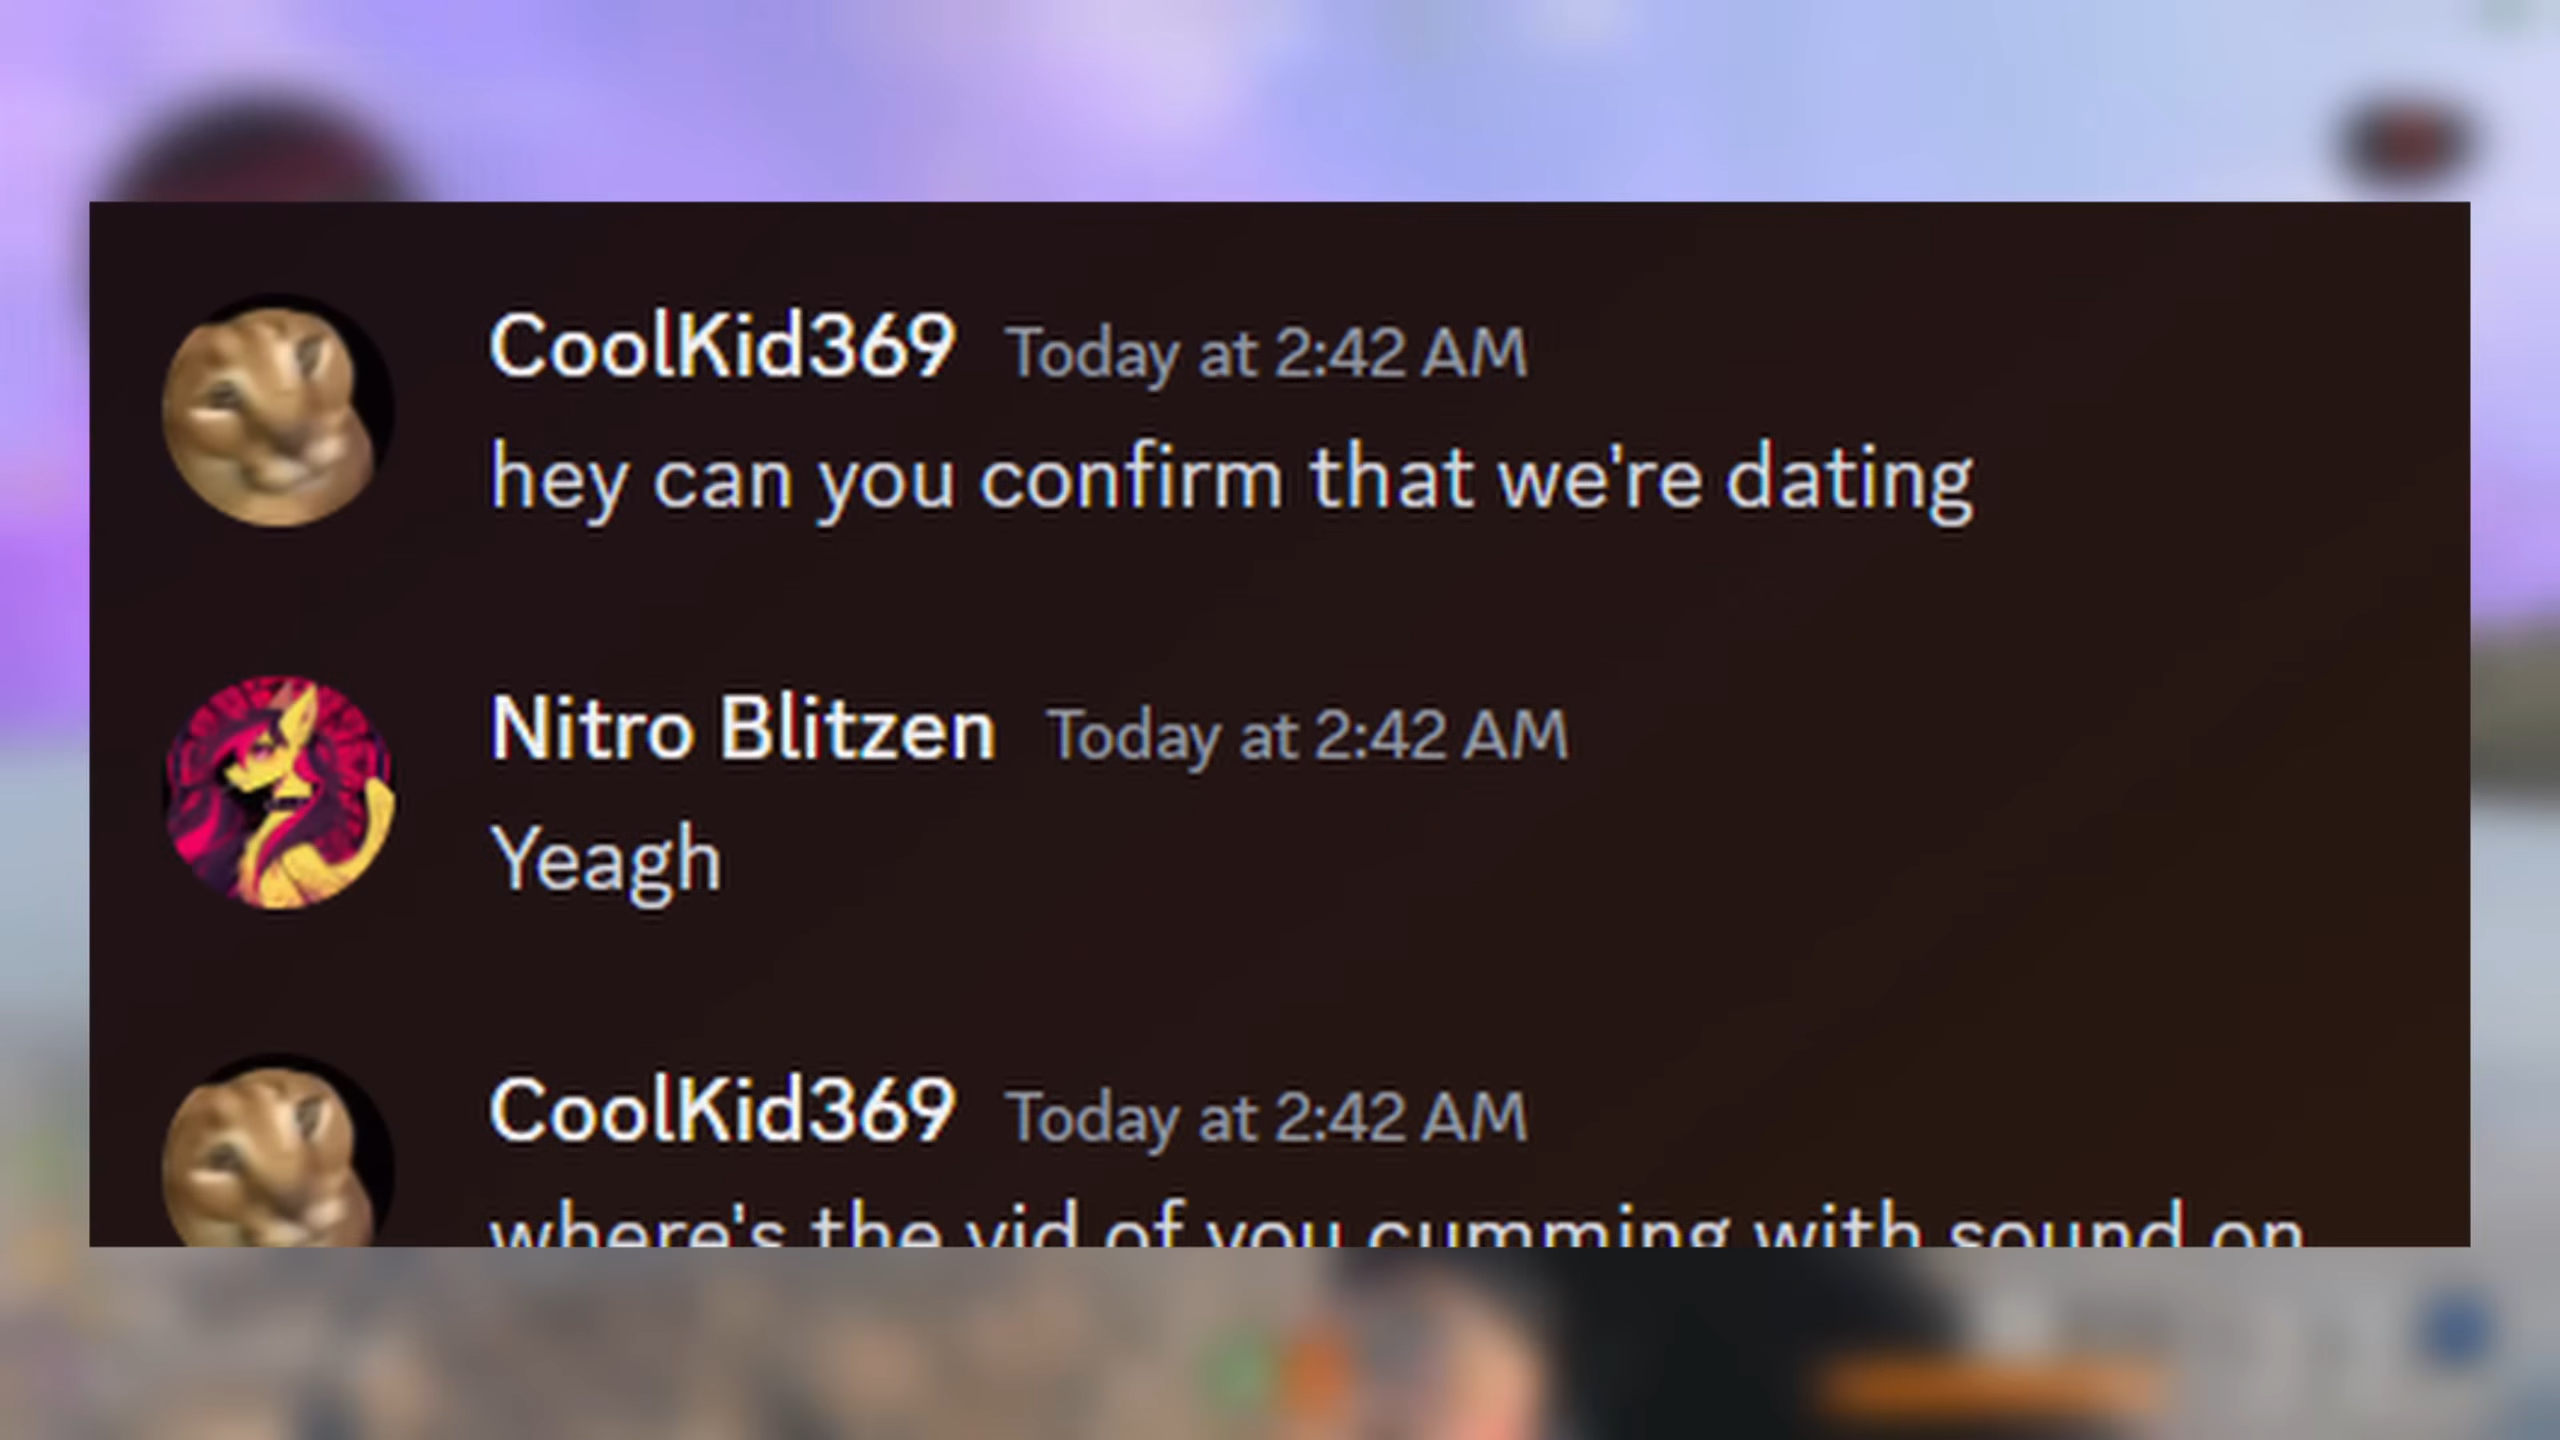 CoolKid369 Today at 2:42 AM
hey can you confirm that we're dating
Nitro Blitzen Today at 2:42 AM
Yeagh
CoolKid369 Today at 2:42 AM
where's the vid of you cumming with sound on